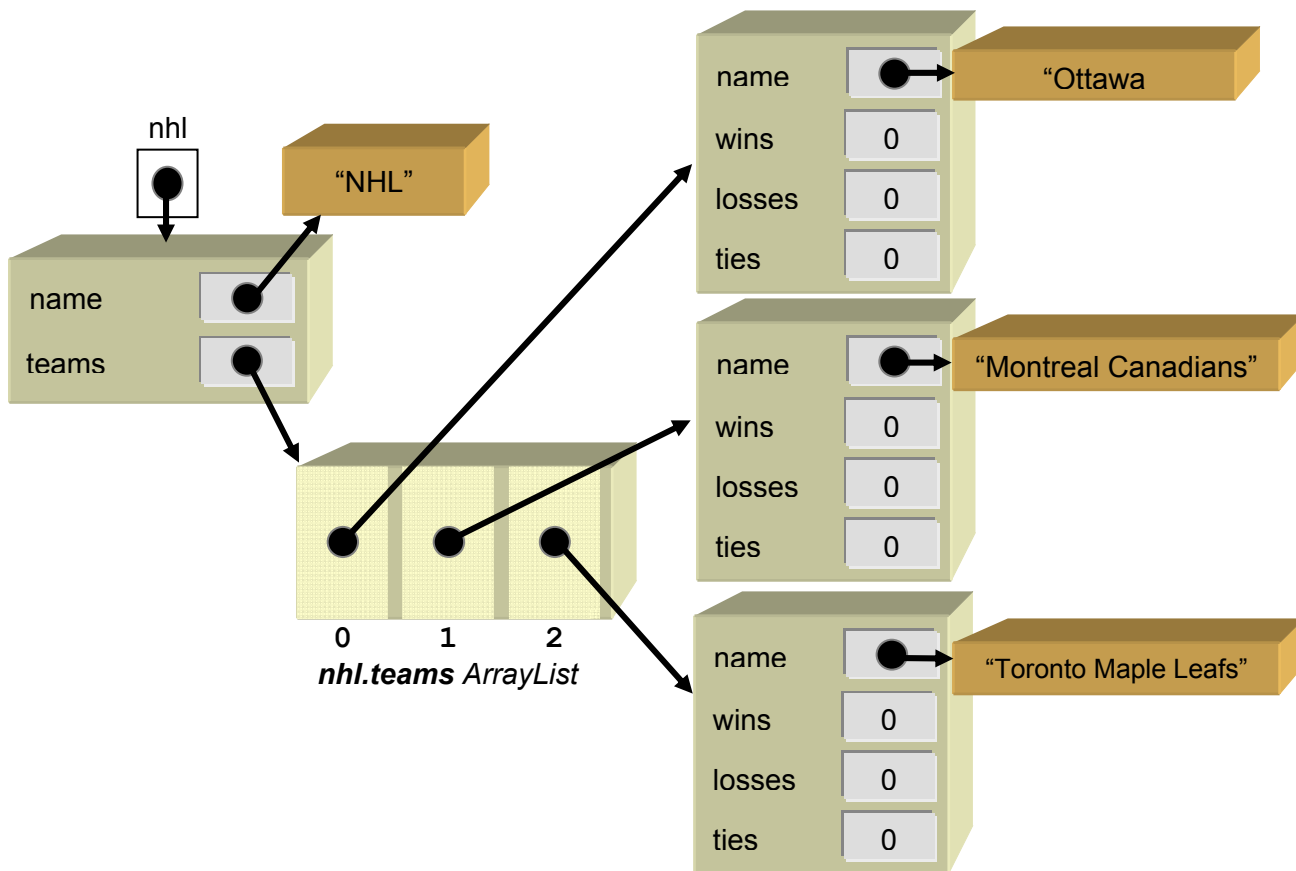 nhl
“NHL”
name
teams
0 1 2
nhl.teams ArrayList
name
“Ottawa
wins 0
losses 0
ties 0
name
“Montreal Canadians”
wins 0
losses 0
ties 0
name
“Toronto Maple Leafs”
wins 0
losses 0
ties 0